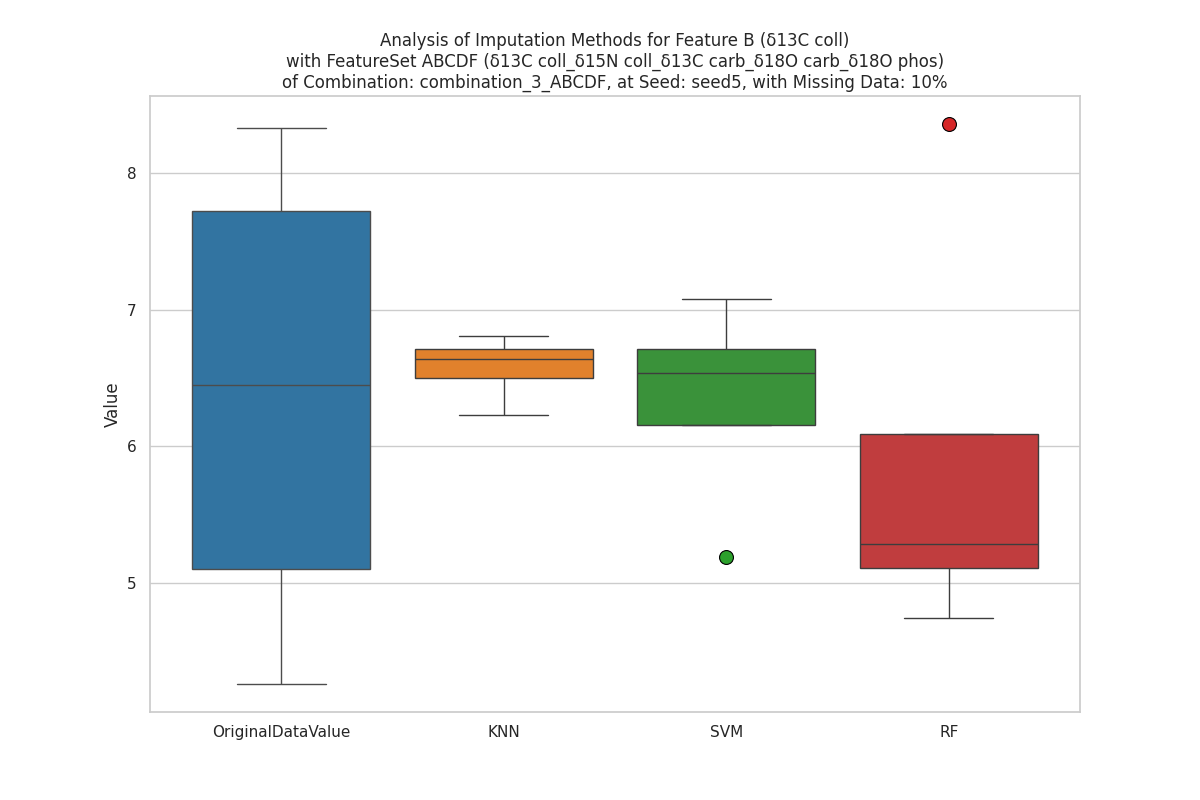 Analysis of Imputation Methods for Feature B (δ13C coll)
with FeatureSet ABCDF (δ13C coll_δ15N coll_δ13C carb_δ18O carb_δ18O phos)
of Combination: combination_3_ABCDF, at Seed: seed5, with Missing Data: 10%
8
7
6
5
Value
OriginalDataValue
KNN
SVM
RF